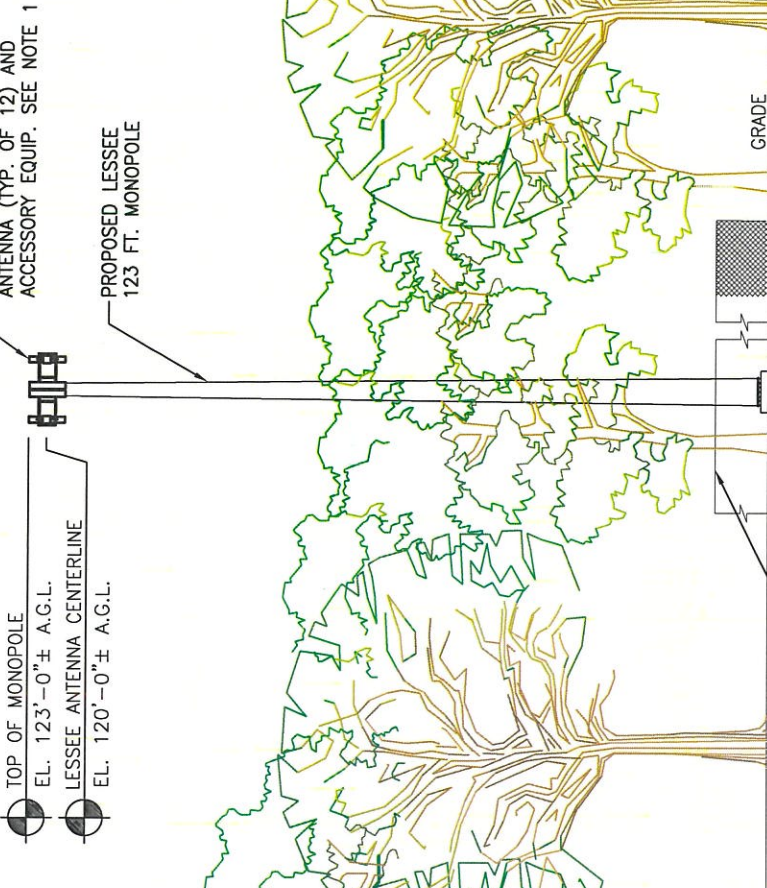 ANTENNA (TYP. OF 12) AND
ACCESSORY EQUIP. SEE NOTE 1
PROPOSED LESSEE
123 FT. MONOPOLE
TOP OF MONOPOLE
EL. 123'-0"± A.G.L.
LESSEE ANTENNA CENTERLINE
EL. 120'-0"± A.G.L.
GRADE